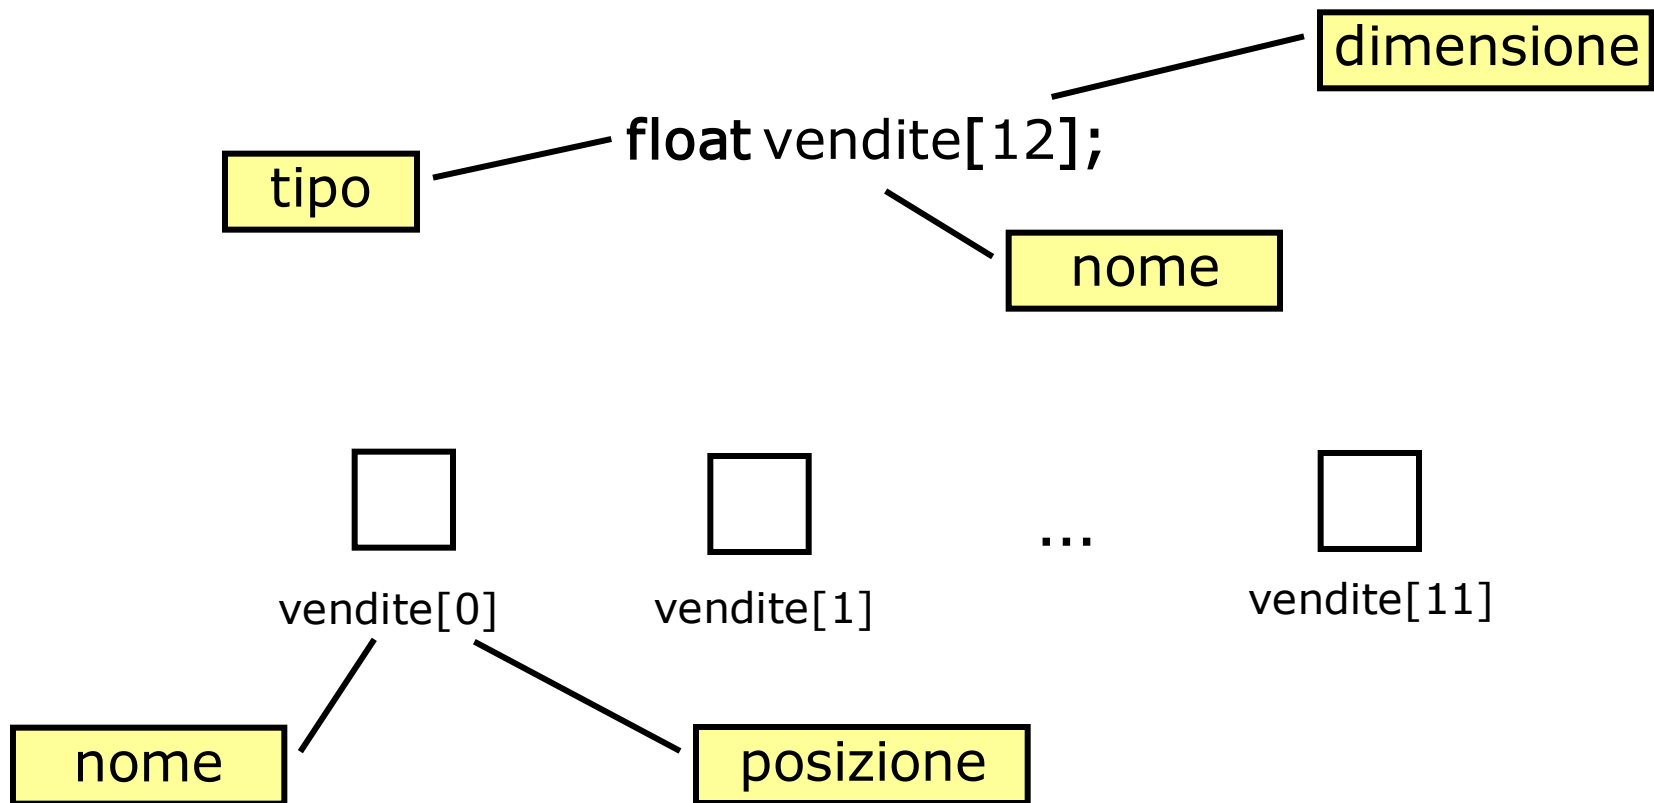 dimensione
float vendite[12];
tipo
nome
...
vendite[0]
vendite[1]
vendite[11]
nome
posizione